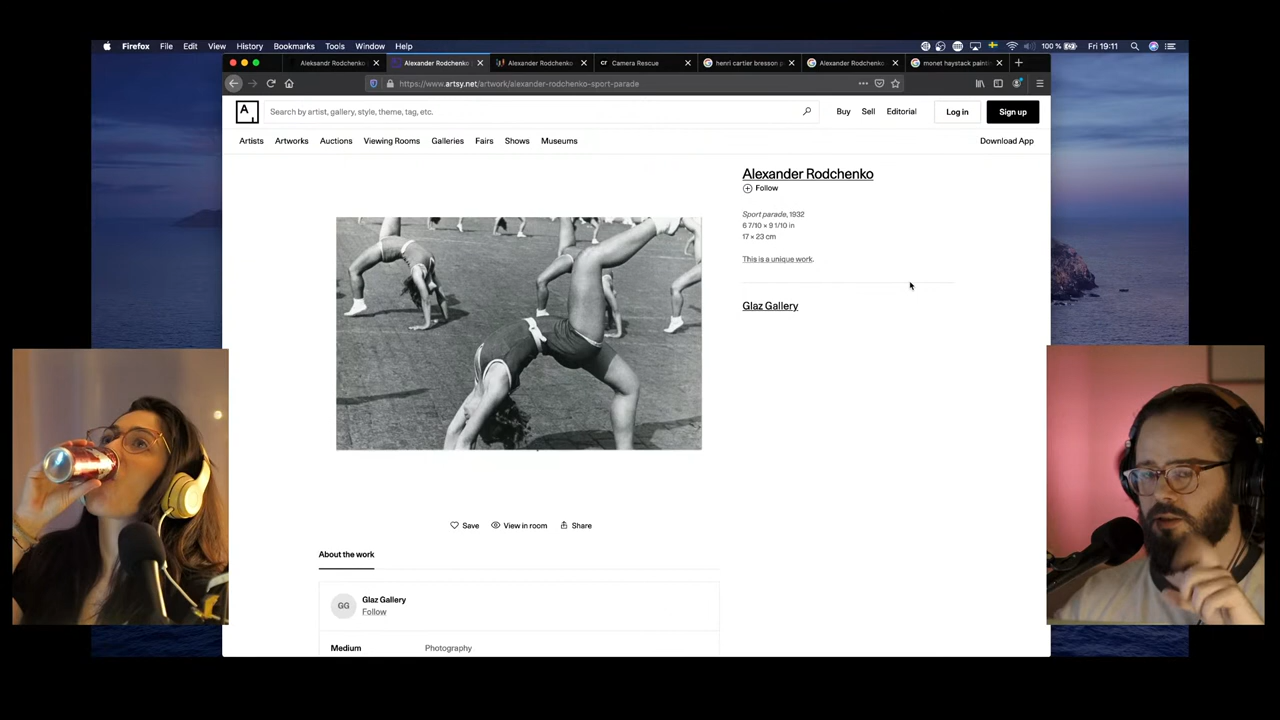 Firefox File Edit View History Bookmarks Tools Window Help 100 % Fri 19:11
Aleksandr Rodchenko Alexander Rodchenko Alexander Rodchenko Camera Rescue henri cartier bresson p Alexander Rodchenko monet haystack paintin
https://www.artsy.net/artwork/alexander-rodchenko-sport-parade
A Search by artist, gallery, style, theme, tag, etc. Buy Sell Editorial Log in Sign up
Artists Artworks Auctions Viewing Rooms Galleries Fairs Shows Museums Download App
Alexander Rodchenko
Follow
Sport parade, 1932
6 7/10 × 9 1/10 in
17 × 23 cm
This is a unique work.
Glaz Gallery
Save View in room Share
About the work
GG Glaz Gallery
Follow
Medium Photography